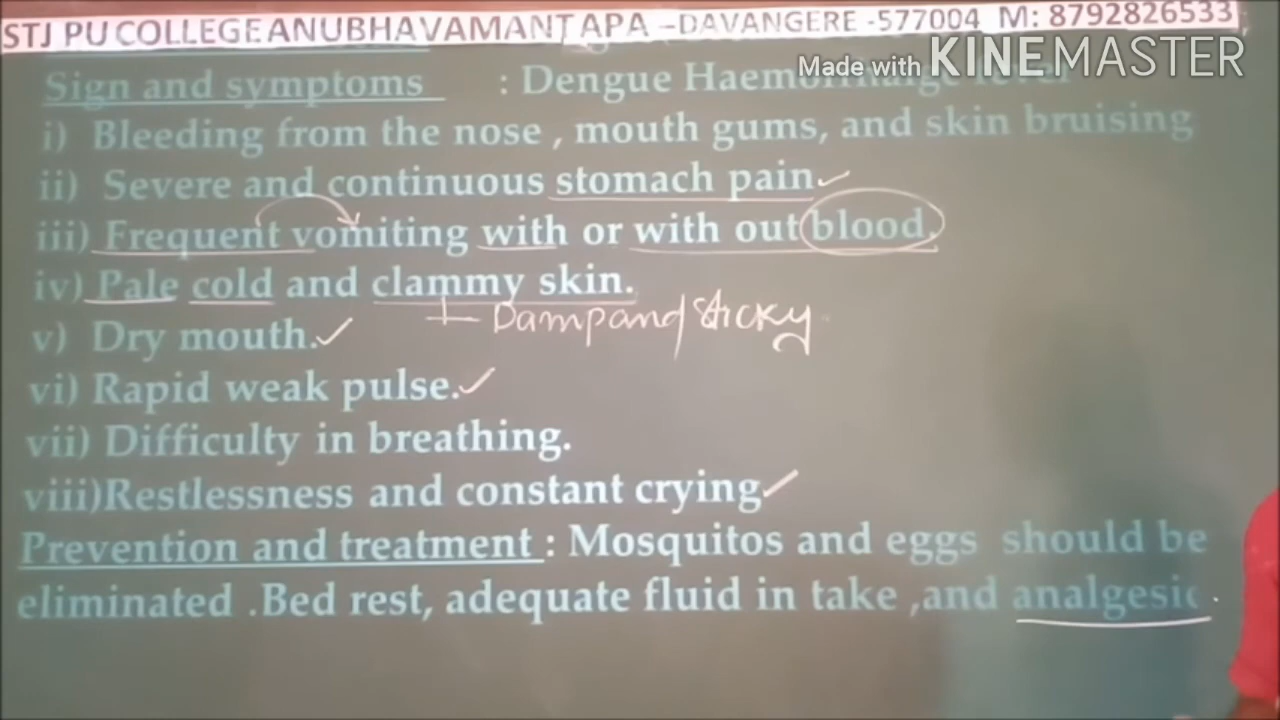 STJ PU COLLEGE ANUBHAVAMANTAPA -DAVANGERE -577004 M: 8792826533
Made with KINEMASTER
Sign and symptoms : Dengue
i) Bleeding from the nose , mouth gums, and skin bruising
ii) Severe and continuous stomach pain.
iii) Frequent vomiting with or with out blood.
iv) Pale cold and clammy skin.
Damp and sticky
v) Dry mouth.
vi) Rapid weak pulse.
vii) Difficulty in breathing.
viii)Restlessness and constant crying
Prevention and treatment : Mosquitos and eggs should be
eliminated .Bed rest, adequate fluid in take ,and analgesic